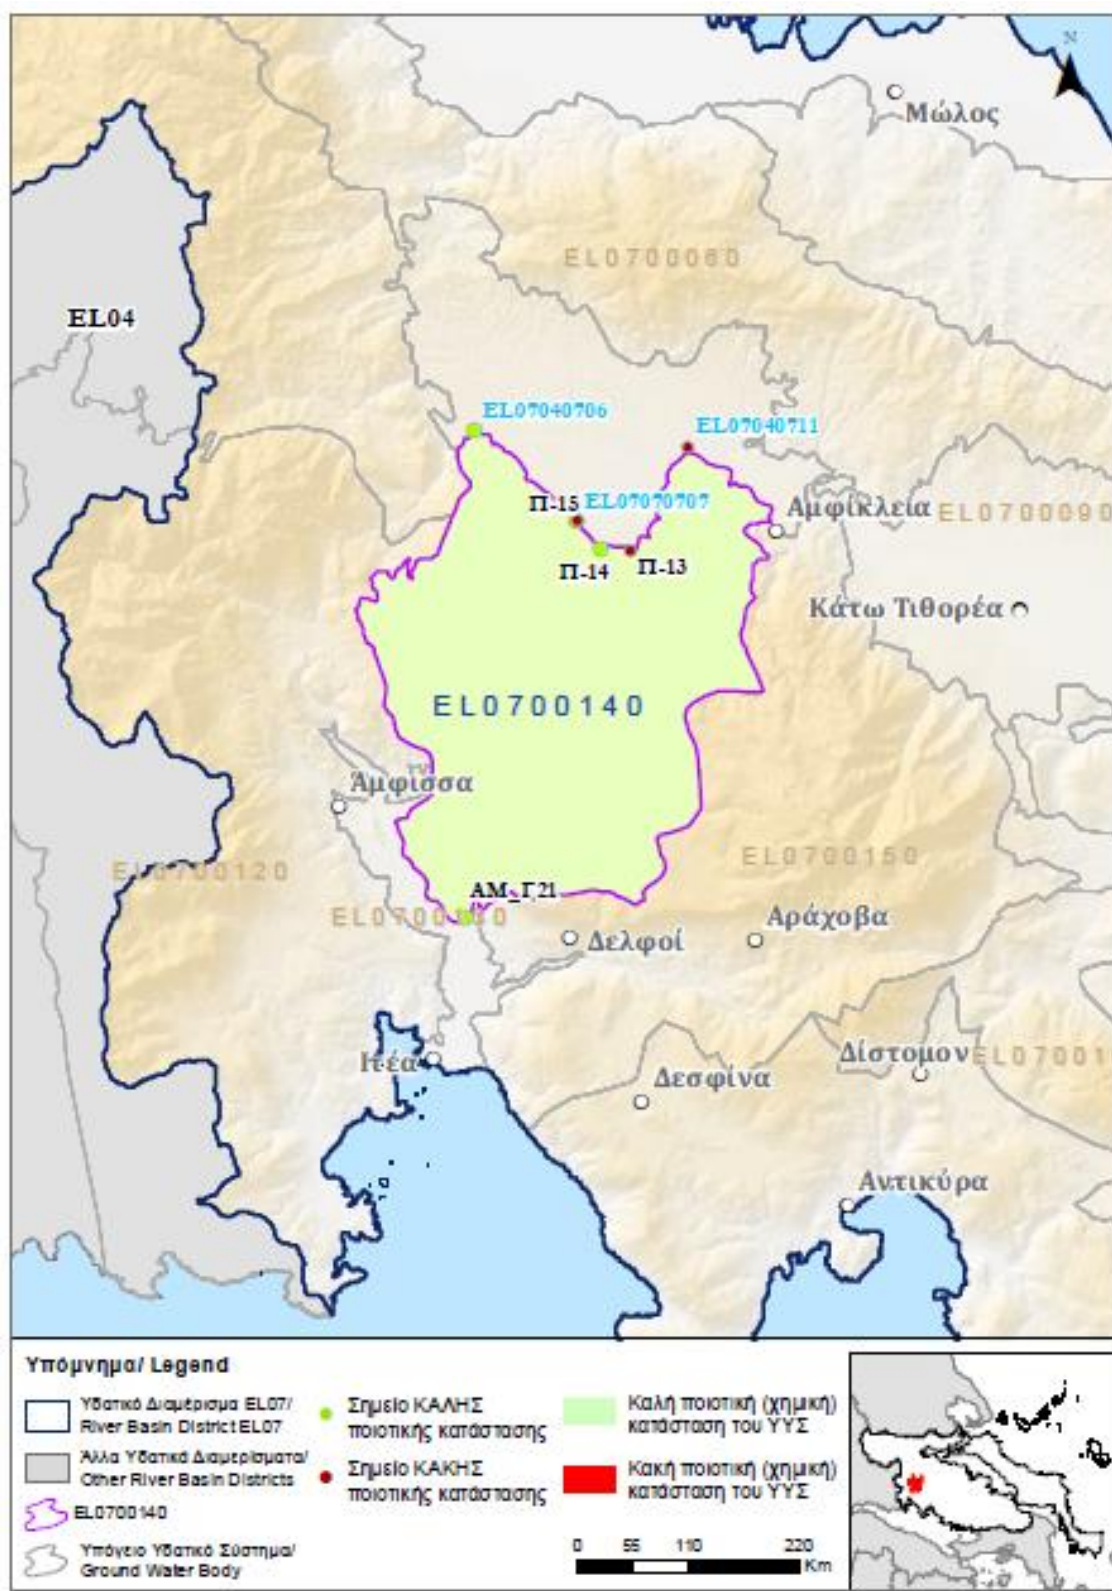 N
Μώλος
EL0700080
EL04
EL07040706
EL07040711
Π-15
EL07070707
Αμφίκλεια
EL0700090
Π-14
Π-13
Κάτω Τιθορέα
EL0700140
Άμφισσα
EL0700120
EL0700150
ΑΜ_Γ21
Αράχοβα
Δελφοί
Ιτέα
Δίστομον
EL07001
Δεσφίνα
Αντικύρα
Υπόμνημα/ Legend
Υδατικό Διαμέρισμα EL07/
River Basin District EL07
Άλλα Υδατικά Διαμερίσματα/
Other River Basin Districts
EL0700140
Υπόγειο Υδατικό Σύστημα/
Ground Water Body
Σημείο ΚΑΛΗΣ
ποιοτικής κατάστασης
Σημείο ΚΑΚΗΣ
ποιοτικής κατάστασης
Καλή ποιοτική (χημική)
κατάσταση του ΥΥΣ
Κακή ποιοτική (χημική)
κατάσταση του ΥΥΣ
0 55 110 220
Km